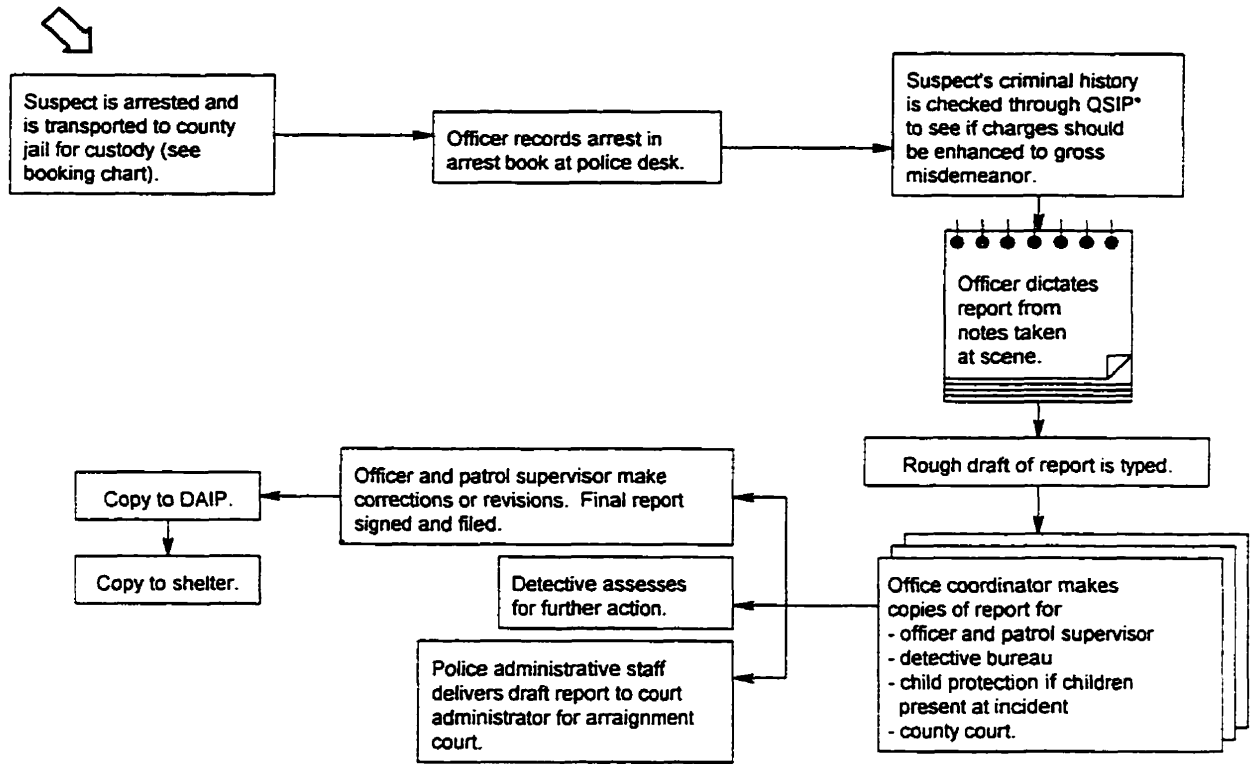 Suspect is arrested and
is transported to county
jail for custody (see
booking chart).
Officer records arrest in
arrest book at police desk.
Suspect's criminal history
is checked through QSIP*
to see if charges should
be enhanced to gross
misdemeanor.
Officer dictates
report from
notes taken
at scene.
Rough draft of report is typed.
Office coordinator makes
copies of report for
- officer and patrol supervisor
- detective bureau
- child protection if children
present at incident
- county court.
Officer and patrol supervisor make
corrections or revisions. Final report
signed and filed.
Copy to DAIP.
Copy to shelter.
Detective assesses
for further action.
Police administrative staff
delivers draft report to court
administrator for arraignment
court.